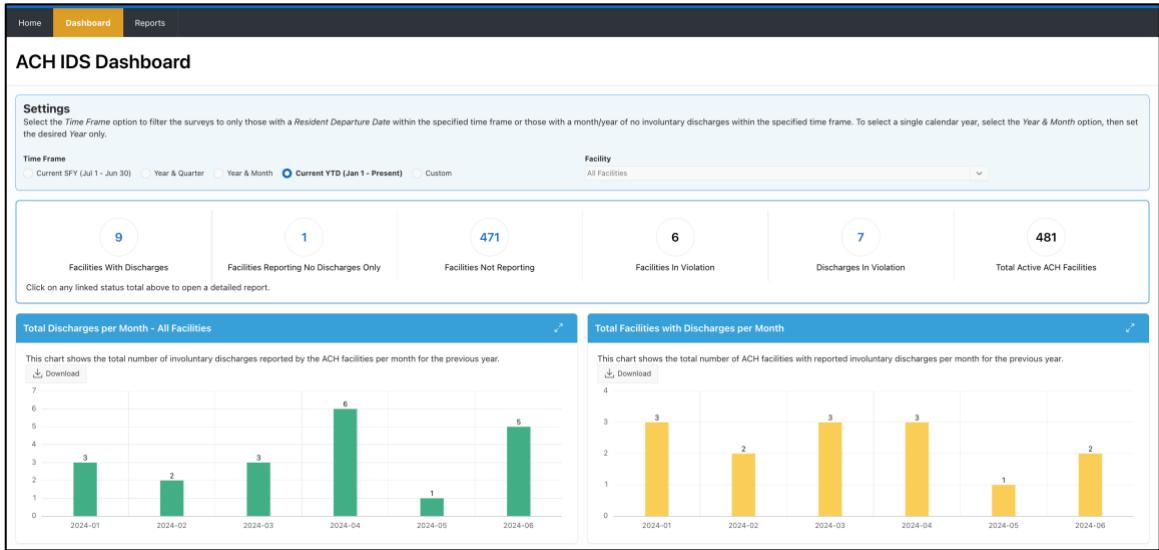 Home Dashboard Reports
ACH IDS Dashboard
Settings
Select the Time Frame option to filter the surveys to only those with a Resident Departure Date within the specified time frame or those with a month/year of no involuntary discharges within the specified time frame. To select a single calendar year, select the Year & Month option, then set
the desired Year only.
Time Frame
Current SFY (Jul 1 - Jun 30) Year & Quarter Year & Month Current YTD (Jan 1 - Present) Custom
Facility
All Facilities
9
Facilities With Discharges
1
Facilities Reporting No Discharges Only
471
Facilities Not Reporting
6
Facilities In Violation
7
Discharges In Violation
481
Total Active ACH Facilities
Click on any linked status total above to open a detailed report.
Total Discharges per Month - All Facilities
This chart shows the total number of involuntary discharges reported by the ACH facilities per month for the previous year.
Download
7
6
5
4
3
2
1
0
3
2
3
6
1
5
2024-01 2024-02 2024-03 2024-04 2024-05 2024-06
Total Facilities with Discharges per Month
This chart shows the total number of ACH facilities with reported involuntary discharges per month for the previous year.
Download
4
3
2
1
0
3
2
3
3
1
2
2024-01 2024-02 2024-03 2024-04 2024-05 2024-06